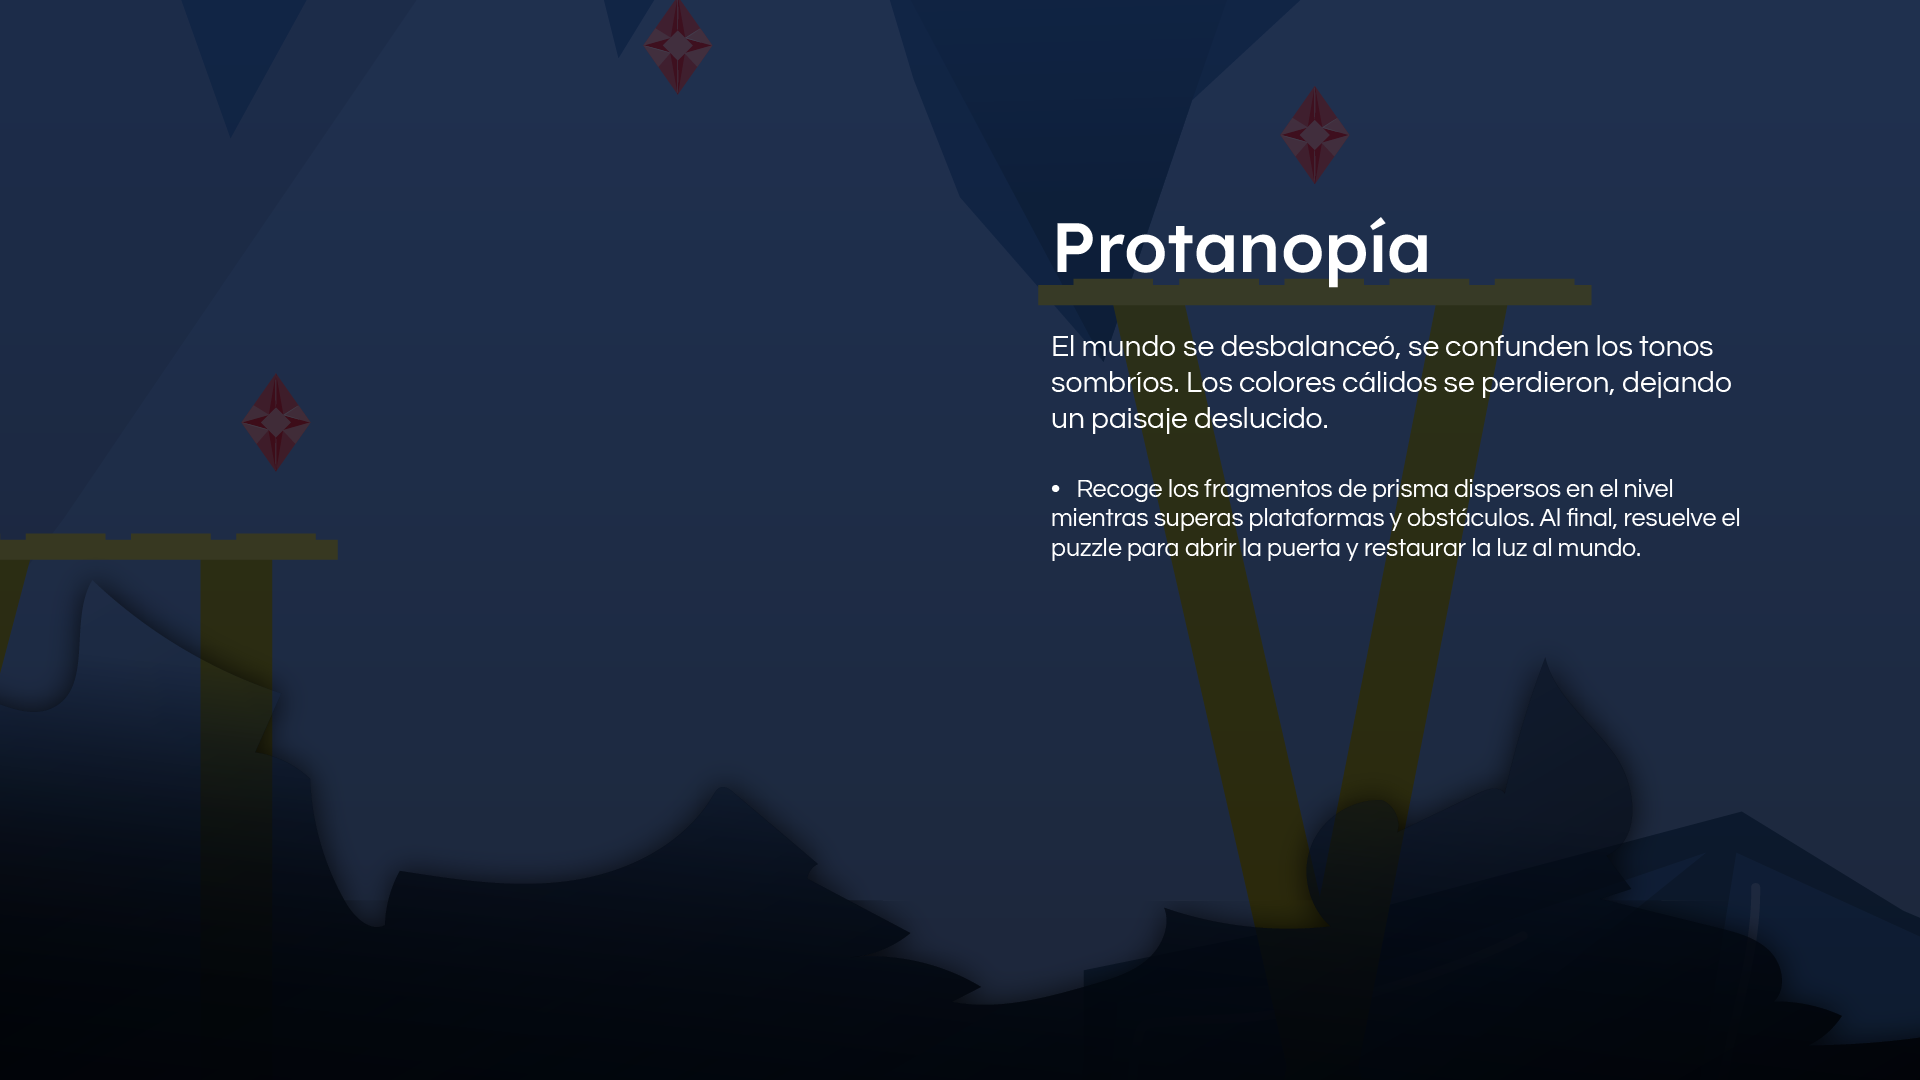 Protanopía
El mundo se desbalanceó, se confunden los tonos
sombríos. Los colores cálidos se perdieron, dejando
un paisaje deslucido.
• Recoge los fragmentos de prisma dispersos en el nivel
mientras superas plataformas y obstáculos. Al final, resuelve el
puzzle para abrir la puerta y restaurar la luz al mundo.